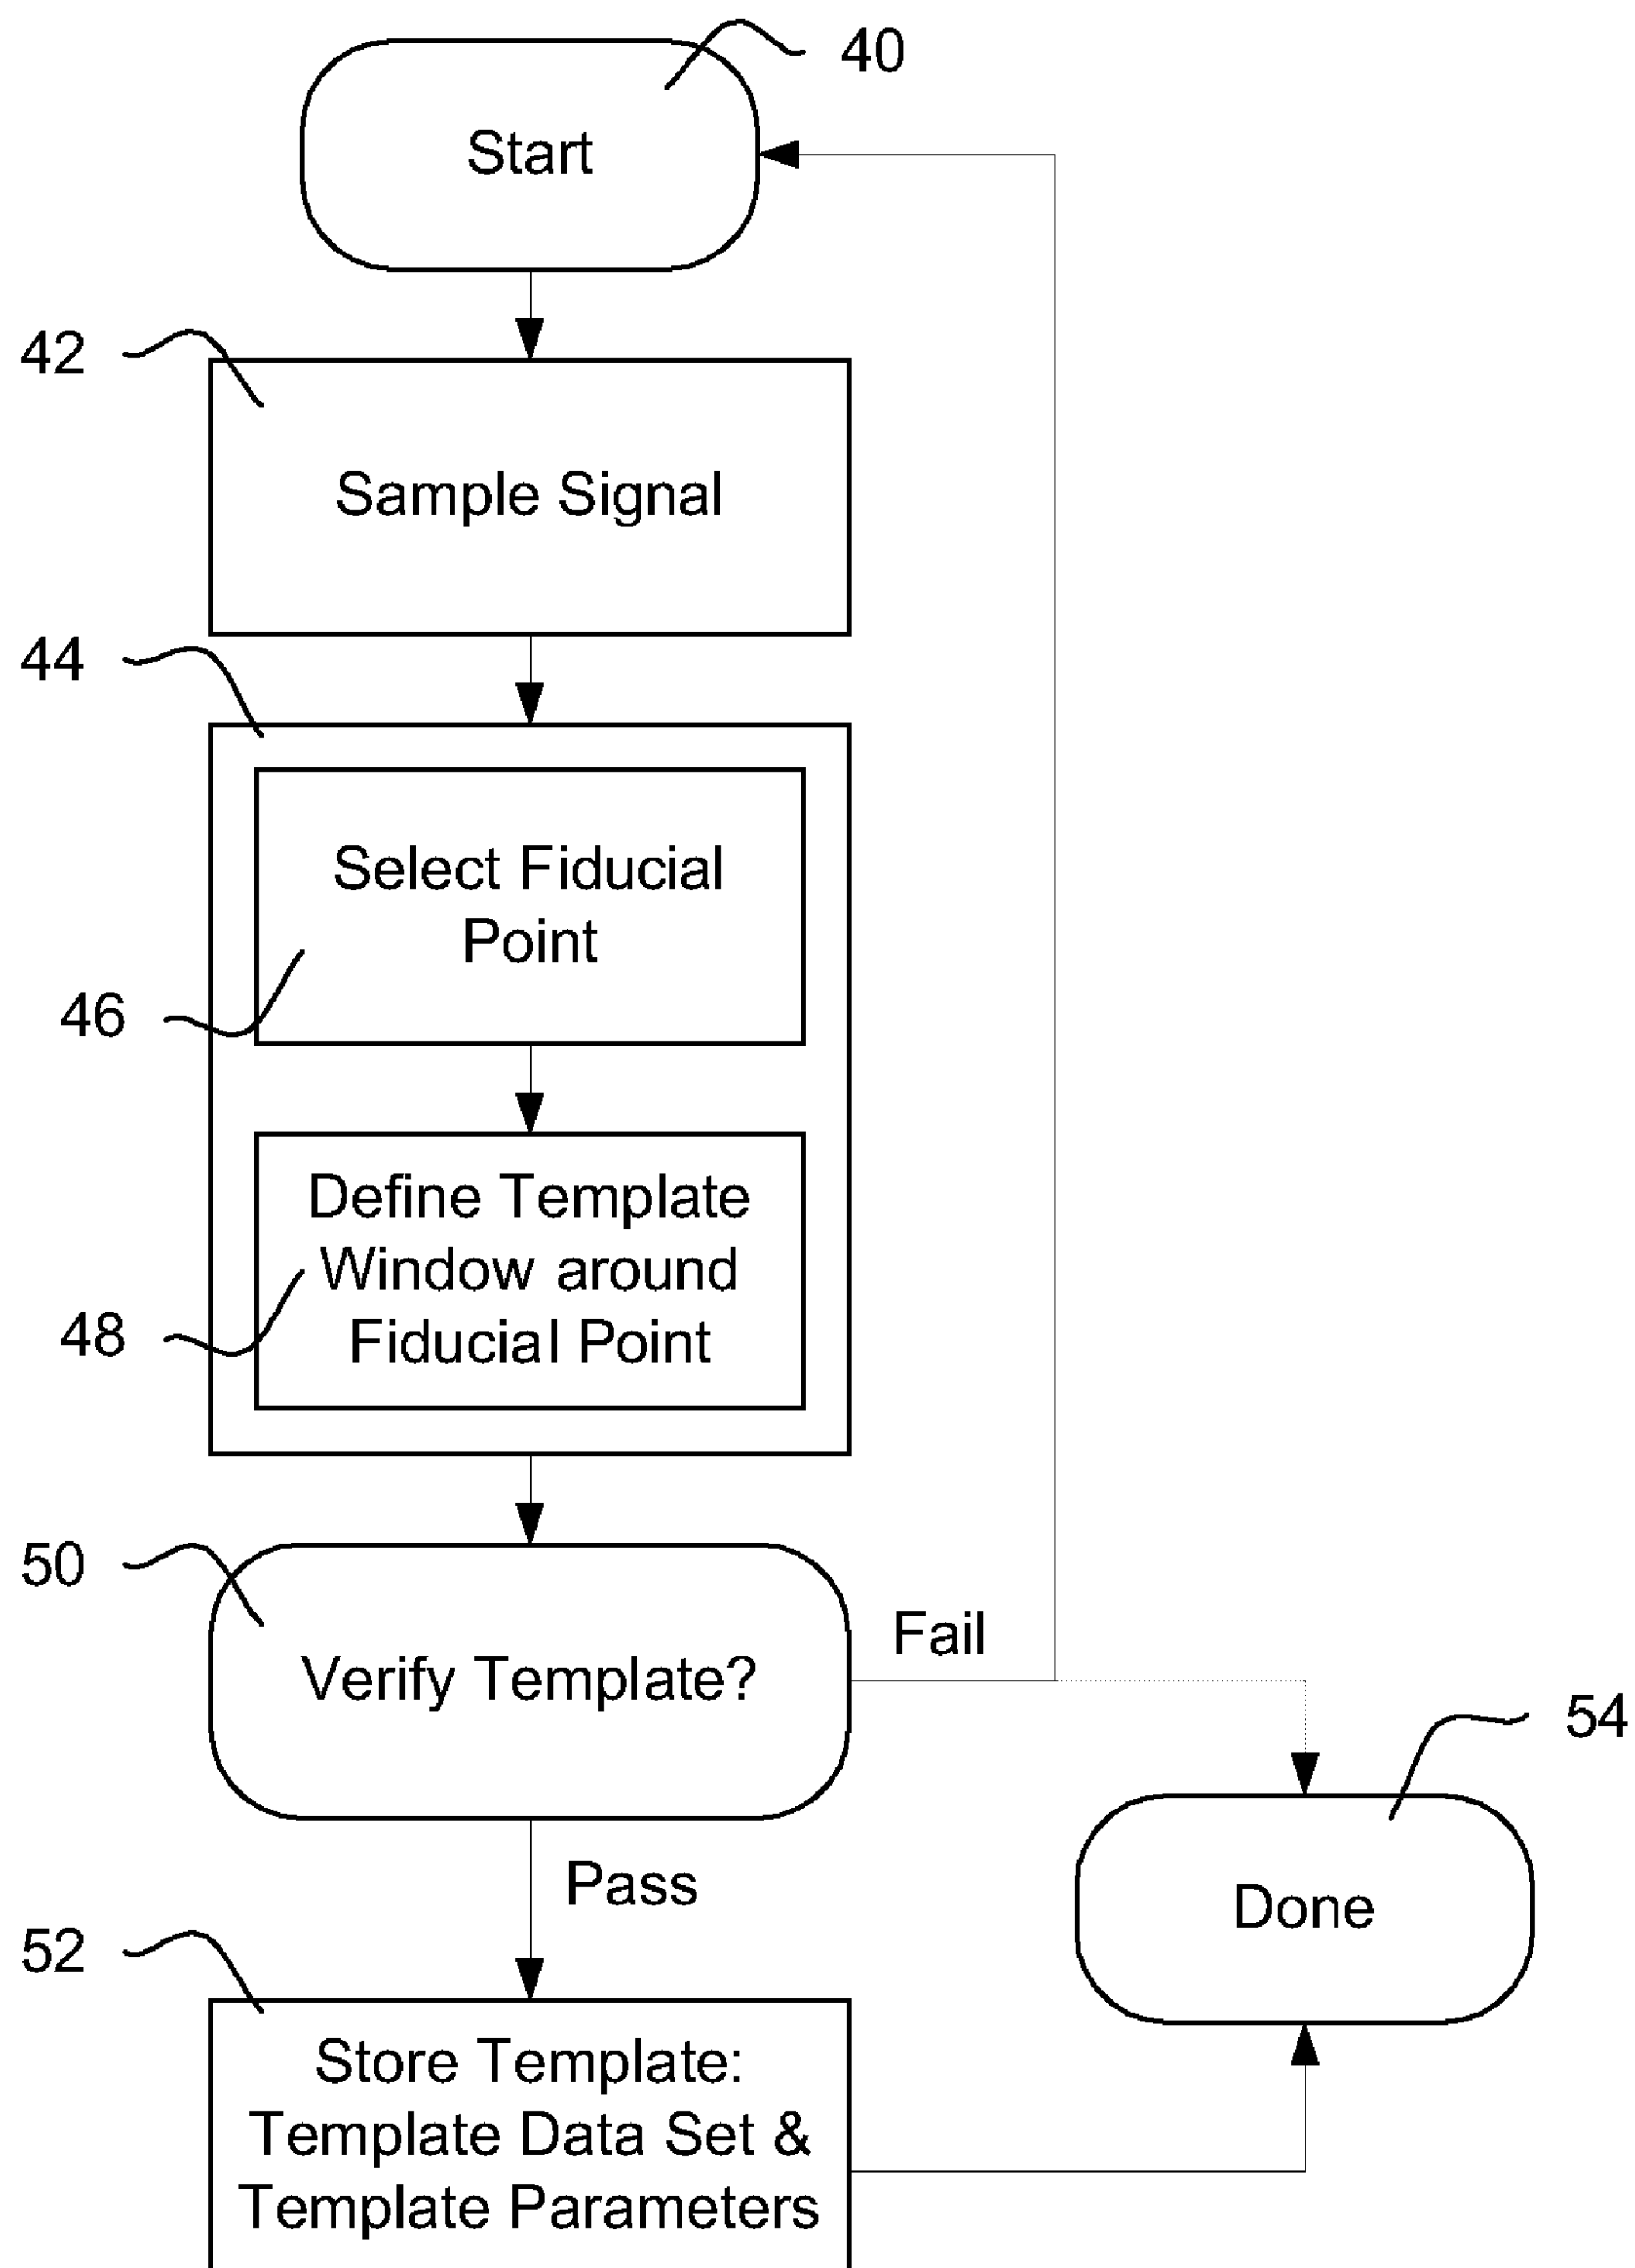 40
Start
42
Sample Signal
44
Select Fiducial
Point
46
Define Template
Window around
Fiducial Point
48
50
Verify Template?
Fail
54
Pass
Done
52
Store Template:
Template Data Set &
Template Parameters